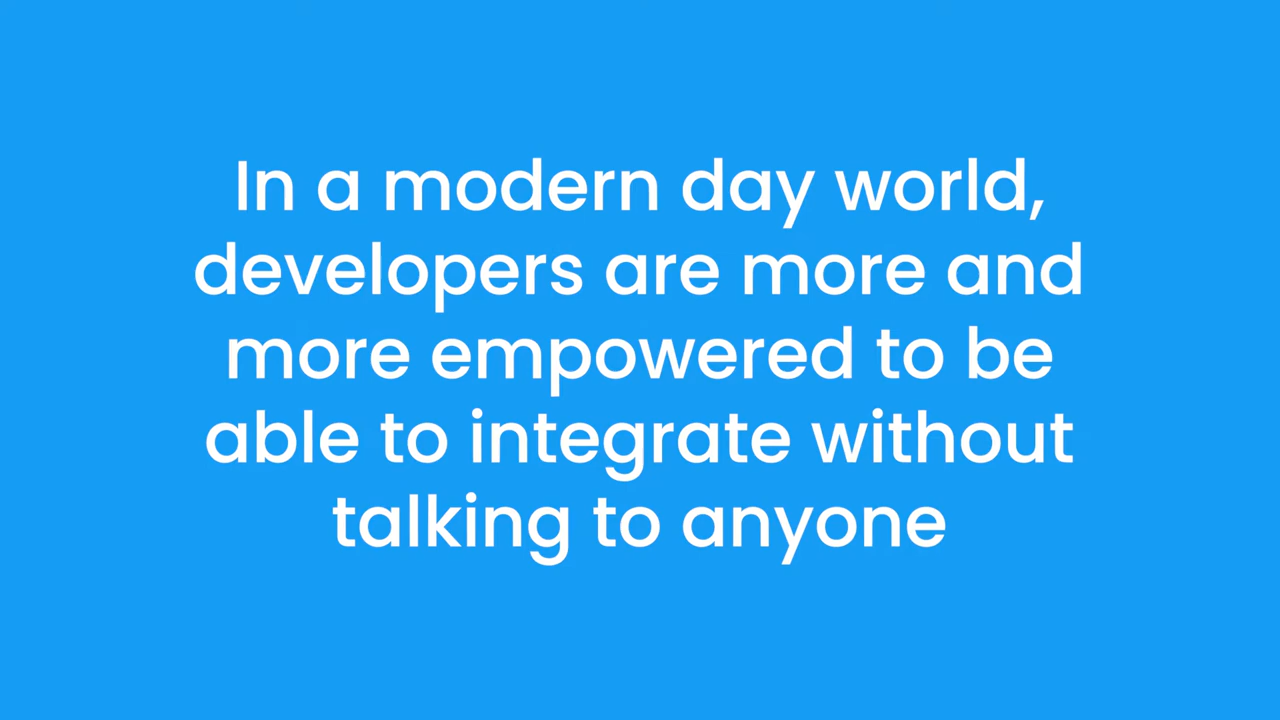 In a modern day world,
developers are more and
more empowered to be
able to integrate without
talking to anyone